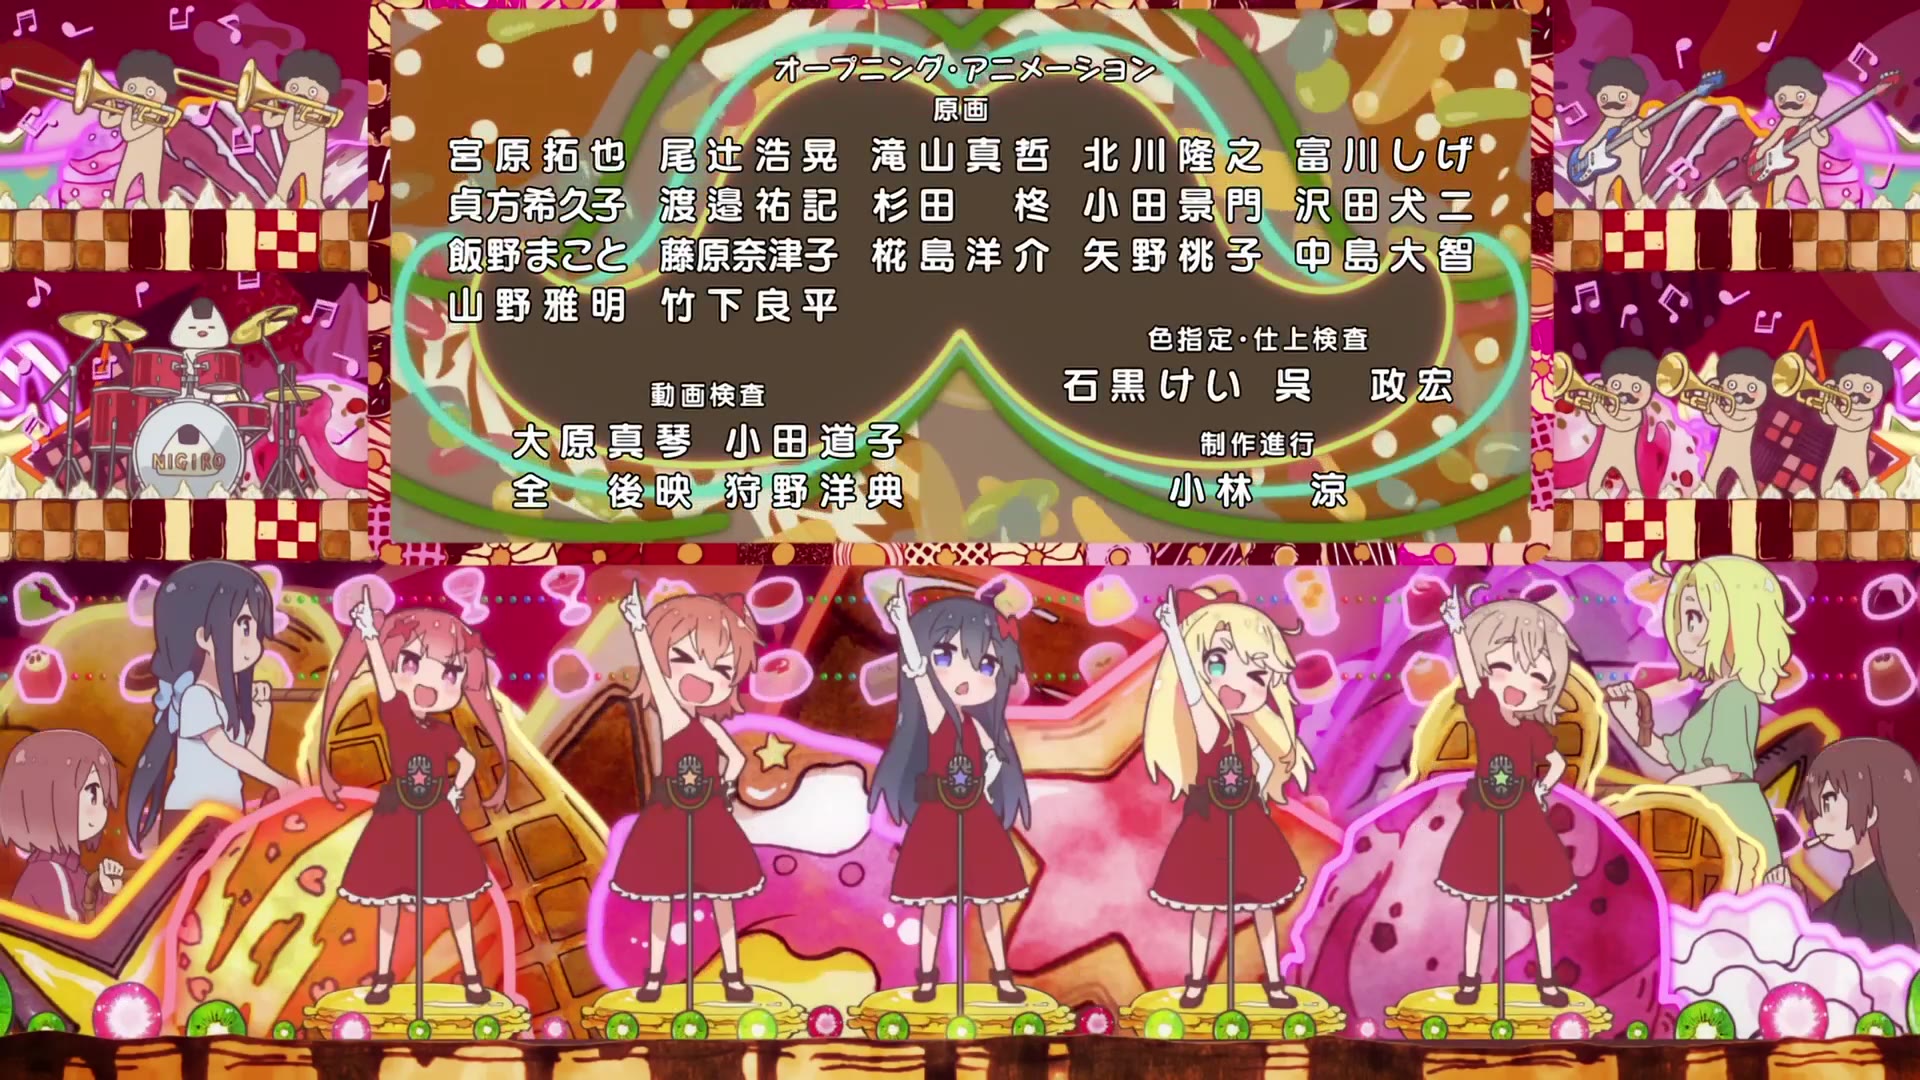 オープニング・アニメーション
原画
宮原拓也 尾辻浩晃 滝山真哲 北川隆之 富川しげ
貞方希久子 渡邉祐記 杉田 柊 小田景門 沢田犬二
飯野まこと 藤原奈津子 椛島洋介 矢野桃子 中島大智
山野雅明 竹下良平
色指定・仕上検査
石黒けい 呉 政宏
動画検査
大原真琴 小田道子
全 後映 狩野洋典
制作進行
小林 涼
NIGIRO